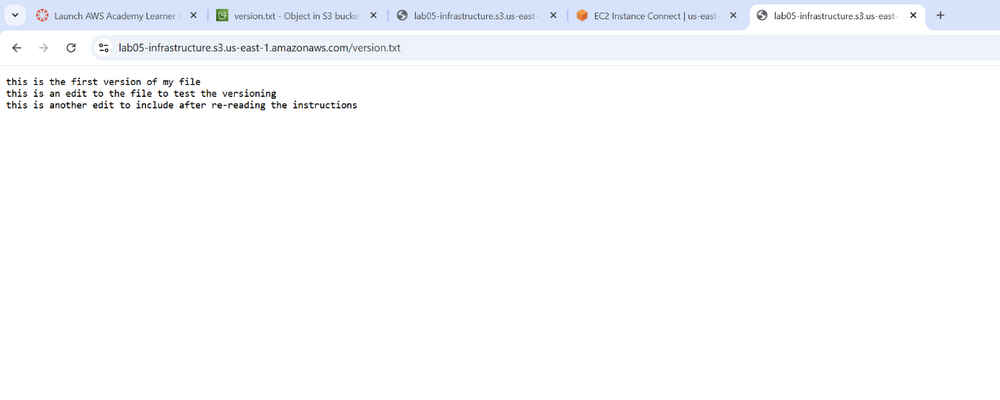 Launch AWS Academy Learner L
version.txt - Object in S3 bucke
lab05-infrastructure.s3.us-east-
EC2 Instance Connect | us-east-
lab05-infrastructure.s3.us-east-
lab05-infrastructure.s3.us-east-1.amazonaws.com/version.txt
this is the first version of my file
this is an edit to the file to test the versioning
this is another edit to include after re-reading the instructions